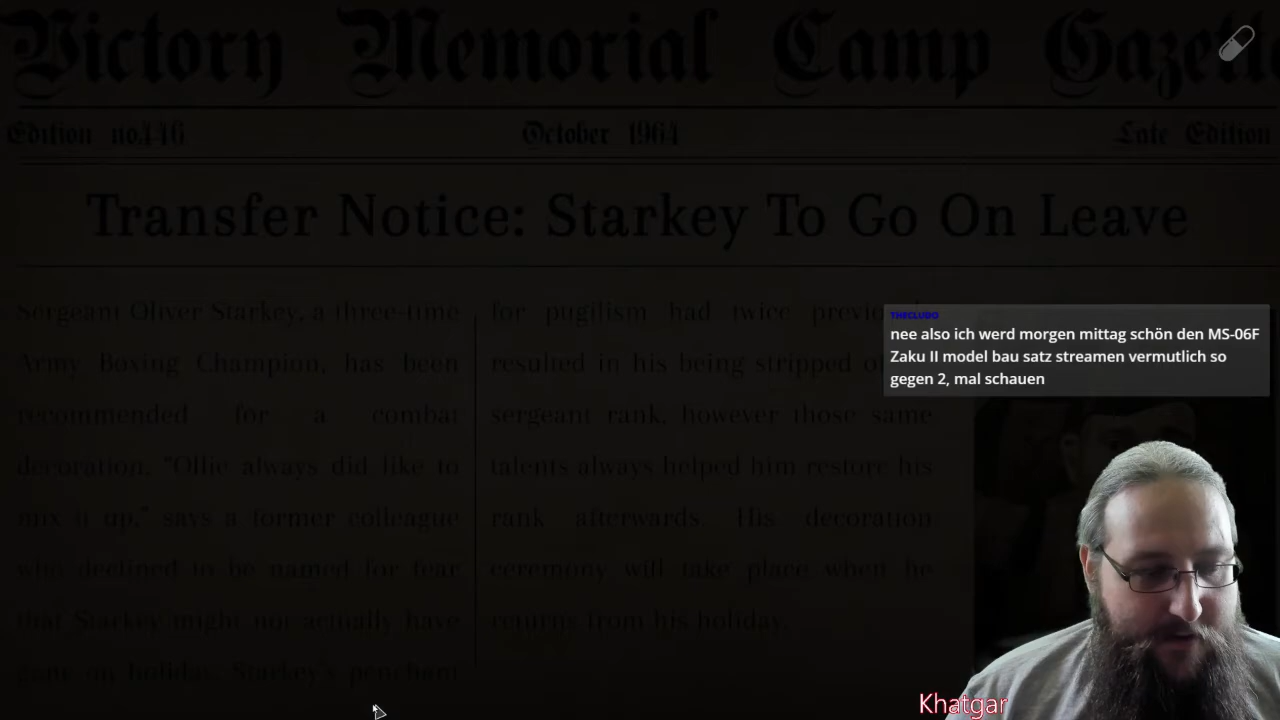 Victory Memorial Camp Gazette
Edition no.446 October 1964 Late Edition
Transfer Notice: Starkey To Go On Leave
Sergeant Oliver Starkey, a three-time
Army Boxing Champion, has been
recommended for a combat
decoration. "Ollie always did like to
mix it up," says a former colleague
who declined to be named for fear
that Starkey might not actually have
gone on holiday. Starkey's penchant
for pugilism had twice
resulted in his being stripped
sergeant rank, however those same
talents always helped him restore his
rank afterwards. His decoration
ceremony will take place when he
returns from his holiday.
THECLUDO
nee also ich werd morgen mittag schön den MS-06F
Zaku II model bau satz streamen vermutlich so
gegen 2, mal schauen
Khatgar